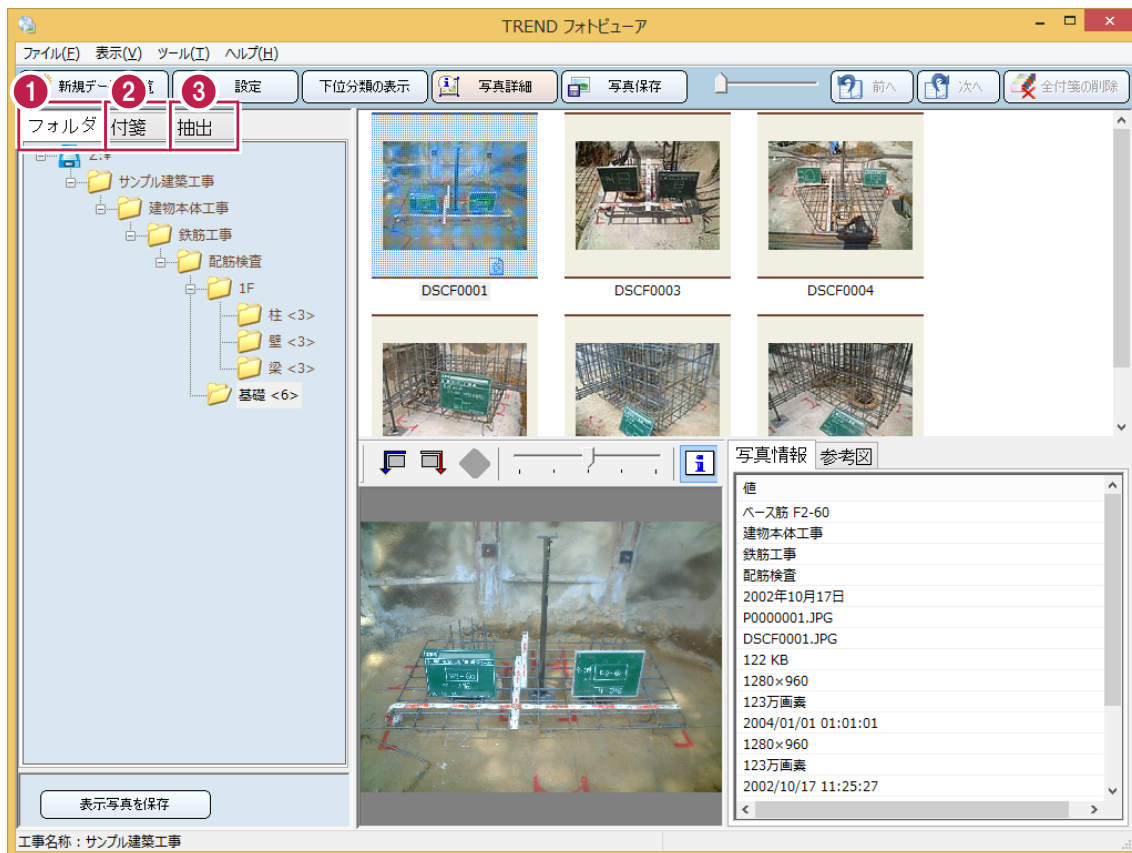 TREND フォトビューア
ファイル(F) 表示(V) ツール(T) ヘルプ(H)
新規デー 覧 設定 下位分類の表示 写真詳細 写真保存 前へ 次へ 全付箋の削除
1 2 3
フォルダ 付箋 抽出
Z:¥
サンプル建築工事
建物本体工事
鉄筋工事
配筋検査
1F
柱 <3>
壁 <3>
梁 <3>
基礎 <6>
表示写真を保存
DSCF0001 DSCF0003 DSCF0004
写真情報 参考図
値
ベース筋 F2-60
建物本体工事
鉄筋工事
配筋検査
2002年10月17日
P0000001.JPG
DSCF0001.JPG
122 KB
1280×960
123万画素
2004/01/01 01:01:01
1280×960
123万画素
2002/10/17 11:25:27
工事名称：サンプル建築工事